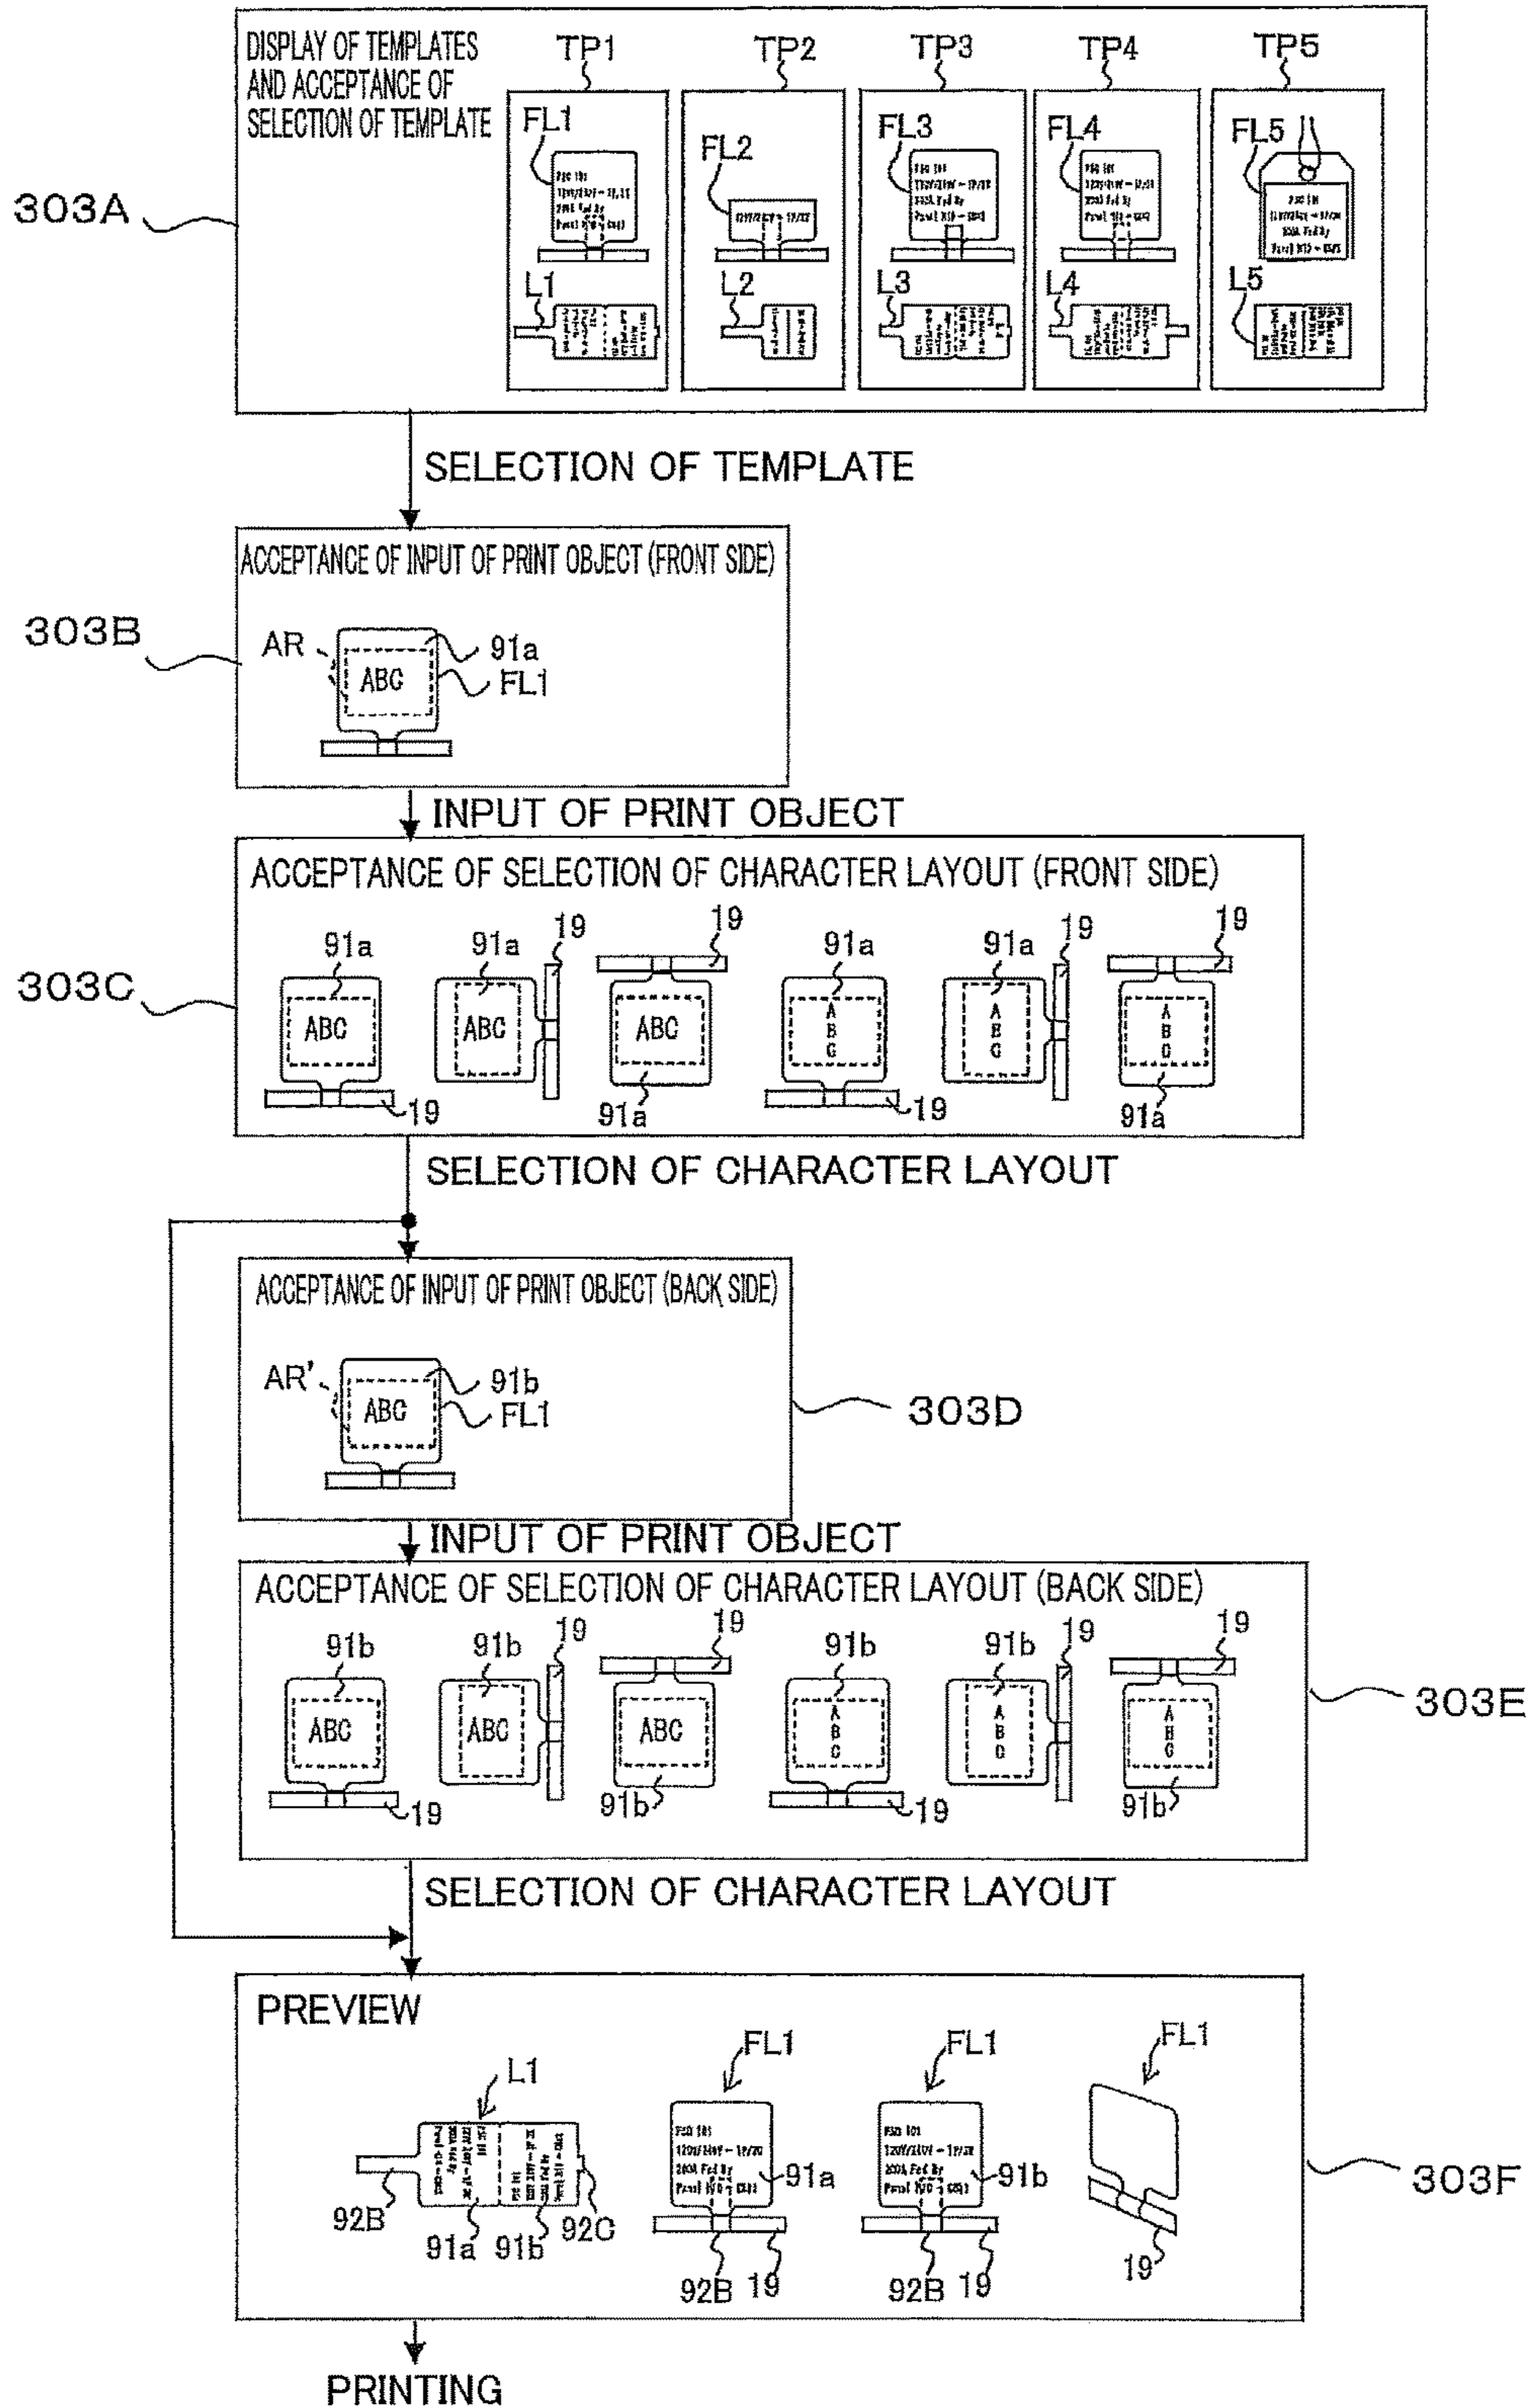 DISPLAY OF TEMPLATES
AND ACCEPTANCE OF
SELECTION OF TEMPLATE
TP1 TP2 TP3 TP4 TP5
FL1 FL2 FL3 FL4 FL5
L1 L2 L3 L4 L5
303A
SELECTION OF TEMPLATE
ACCEPTANCE OF INPUT OF PRINT OBJECT (FRONT SIDE)
303B
AR ABC 91a
FL1
INPUT OF PRINT OBJECT
ACCEPTANCE OF SELECTION OF CHARACTER LAYOUT (FRONT SIDE)
303C
91a 91a 19 19 91a 91a 19 19
ABC ABC ABC ABC ABC ABC
19 91a 19 91a
SELECTION OF CHARACTER LAYOUT
ACCEPTANCE OF INPUT OF PRINT OBJECT (BACK SIDE)
AR' ABC 91b
FL1
303D
INPUT OF PRINT OBJECT
ACCEPTANCE OF SELECTION OF CHARACTER LAYOUT (BACK SIDE)
91b 91b 19 19 91b 91b 19 19
ABC ABC ABC ABC ABC ABC
19 91b 19 91b
303E
SELECTION OF CHARACTER LAYOUT
PREVIEW
L1 FL1 FL1 FL1
92B 91a 91b 92C
91a 91b
92B 19 92B 19 19
303F
PRINTING